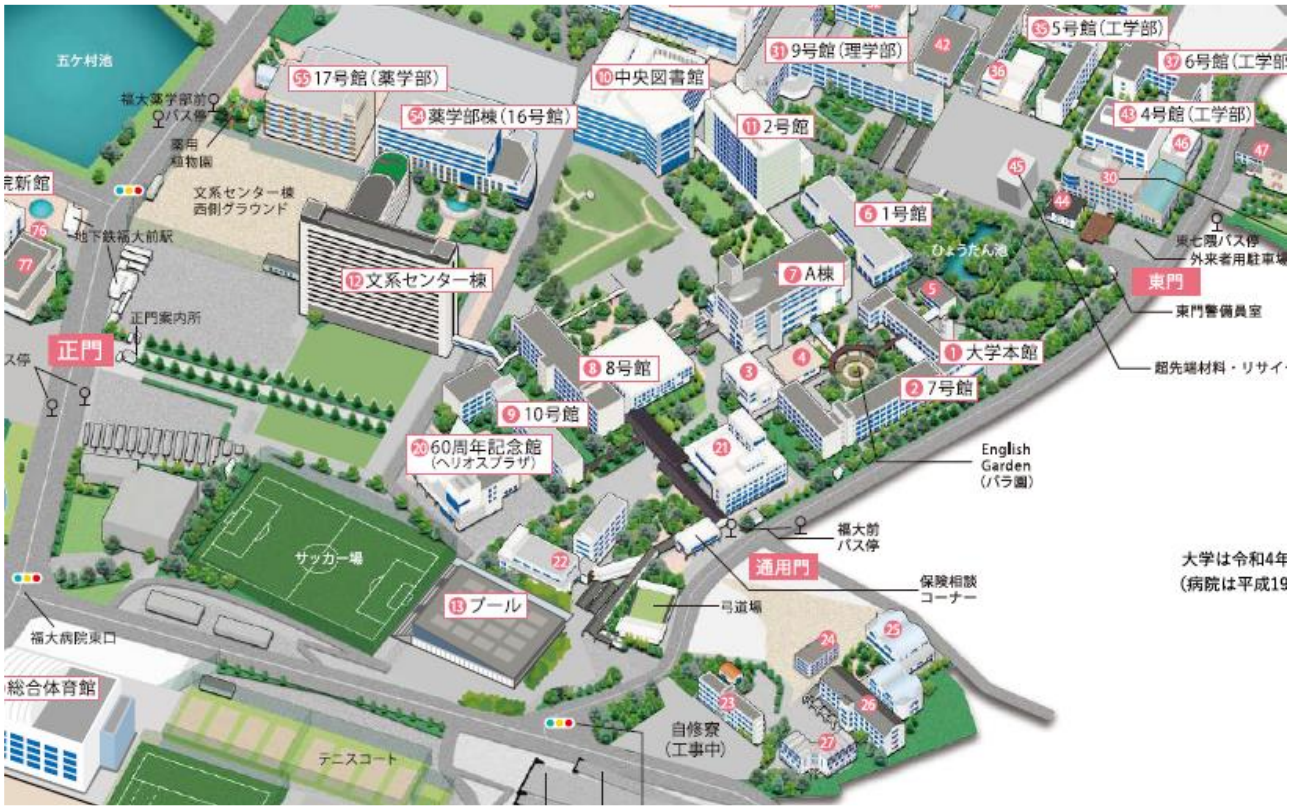 五ケ村池
55 17号館(薬学部)
福大薬学部前
バス停
薬用
植物園
54 薬学部棟(16号館)
10 中央図書館
31 9号館(理学部)
42
35 5号館(工学部)
36
37 6号館(工学部
11 2号館
43 4号館(工学部)
46
47
45
30
44
院新館
76
77
文系センター棟
西側グラウンド
地下鉄福大前駅
12 文系センター棟
6 1号館
ひょうたん池
東七隈バス停
外来者用駐車場
東門
東門警備員室
7 A棟
5
正門案内所
正門
ス停
8 8号館
3
4
1 大学本館
2 7号館
超先端材料・リサイ
9 10号館
20 60周年記念館
(ヘリオスプラザ)
21
English
Garden
(バラ園)
福大前
バス停
サッカー場
22
通用門
保険相談
コーナー
大学は令和4年
(病院は平成19
13 プール
弓道場
福大病院東口
24
25
総合体育館
23
26
自修寮
(工事中)
27
テニスコート